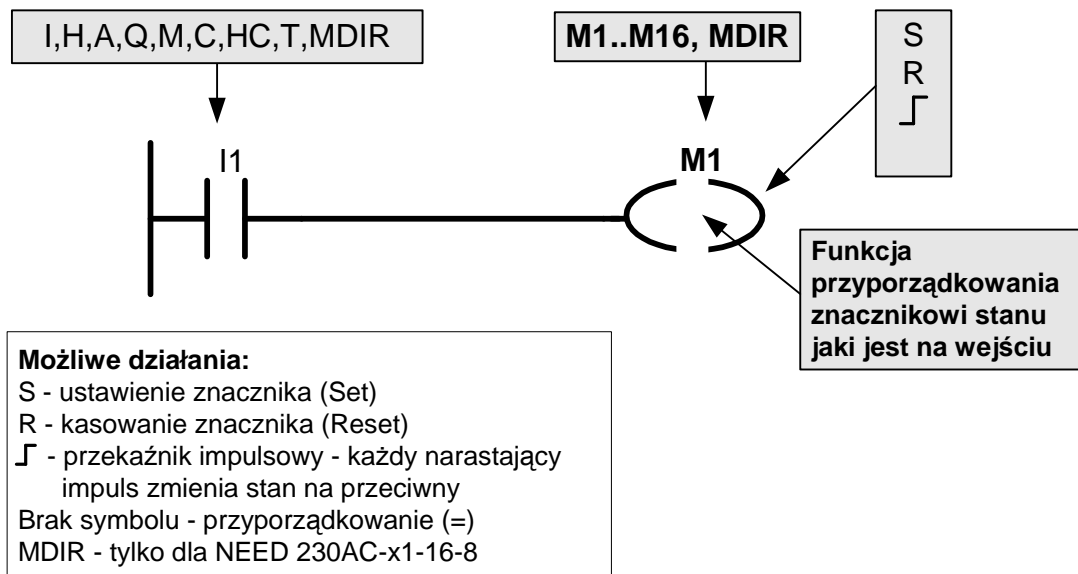 I,H,A,Q,M,C,HC,T,MDIR
M1..M16, MDIR
S
R
I1
M1
Funkcja
przyporządkowania
znacznikowi stanu
jaki jest na wejściu
Możliwe działania:
S - ustawienie znacznika (Set)
R - kasowanie znacznika (Reset)
- przekaźnik impulsowy - każdy narastający
impuls zmienia stan na przeciwny
Brak symbolu - przyporządkowanie (=)
MDIR - tylko dla NEED 230AC-x1-16-8